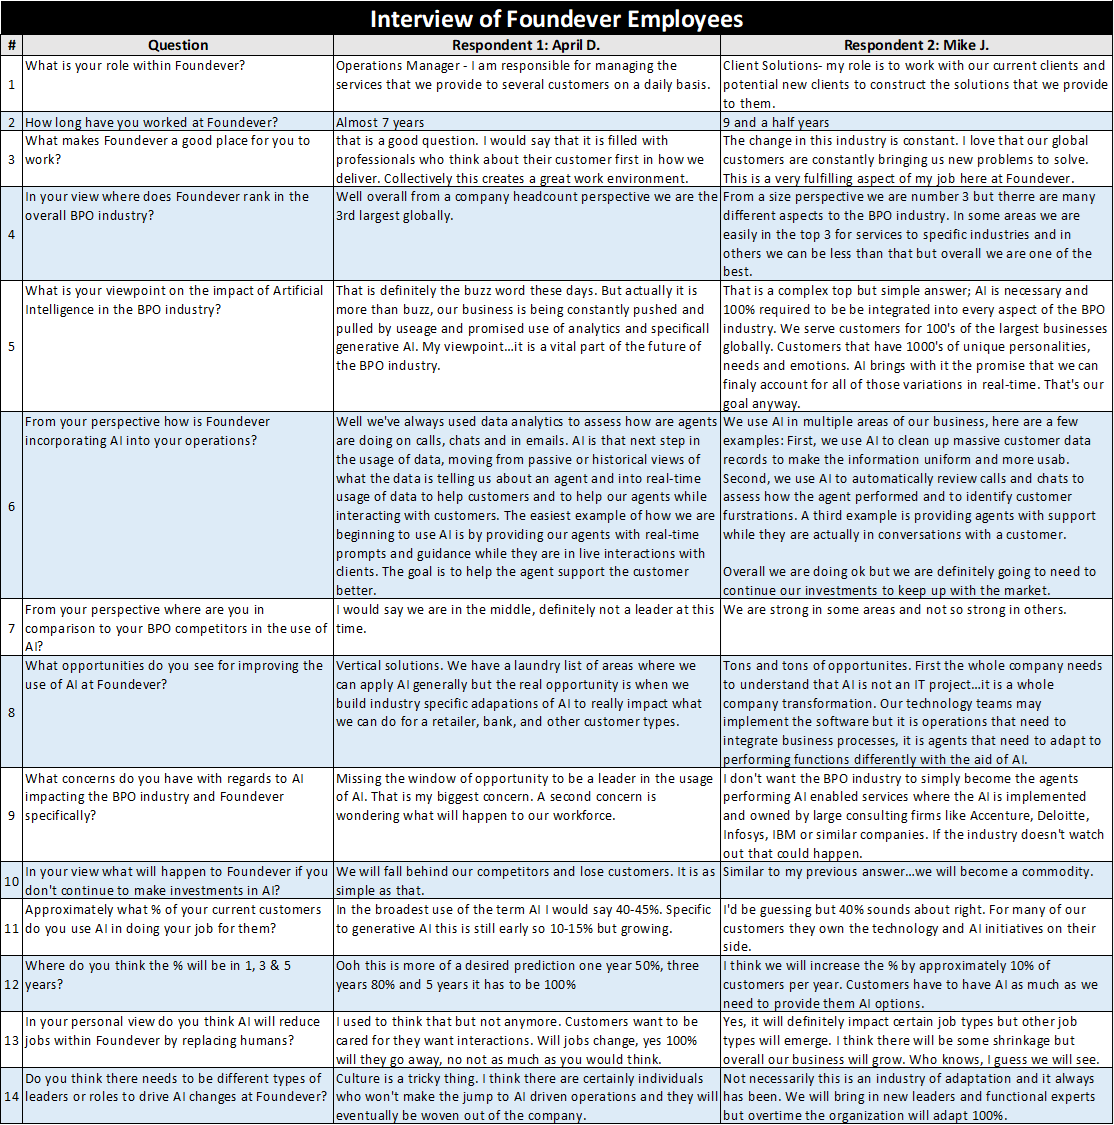 Interview of Foundever Employees
# Question Respondent 1: April D. Respondent 2: Mike J.
1
What is your role within Foundever?
Operations Manager - I am responsible for managing the
services that we provide to several customers on a daily basis.
Client Solutions- my role is to work with our current clients and
potential new clients to construct the solutions that we provide
to them.
2
How long have you worked at Foundever?
Almost 7 years
9 and a half years
3
What makes Foundever a good place for you to
work?
that is a good question. I would say that it is filled with
professionals who think about their customer first in how we
deliver. Collectively this creates a great work environment.
The change in this industry is constant. I love that our global
customers are constantly bringing us new problems to solve.
This is a very fulfilling aspect of my job here at Foundever.
4
In your view where does Foundever rank in the
overall BPO industry?
Well overall from a company headcount perspective we are the
3rd largest globally.
From a size perspective we are number 3 but therre are many
different aspects to the BPO industry. In some areas we are
easily in the top 3 for services to specific industries and in
others we can be less than that but overall we are one of the
best.
5
What is your viewpoint on the impact of Artificial
Intelligence in the BPO industry?
That is definitely the buzz word these days. But actually it is
more than buzz, our business is being constantly pushed and
pulled by useage and promised use of analytics and specificall
generative AI. My viewpoint...it is a vital part of the future of
the BPO industry.
That is a complex top but simple answer; AI is necessary and
100% required to be be integrated into every aspect of the BPO
industry. We serve customers for 100's of the largest businesses
globally. Customers that have 1000's of unique personalities,
needs and emotions. AI brings with it the promise that we can
finaly account for all of those variations in real-time. That's our
goal anyway.
6
From your perspective how is Foundever
incorporating AI into your operations?
Well we've always used data analytics to assess how are agents
are doing on calls, chats and in emails. AI is that next step in
the usage of data, moving from passive or historical views of
what the data is telling us about an agent and into real-time
usage of data to help customers and to help our agents while
interacting with customers. The easiest example of how we are
beginning to use AI is by providing our agents with real-time
prompts and guidance while they are in live interactions with
clients. The goal is to help the agent support the customer
better.
We use AI in multiple areas of our business, here are a few
examples: First, we use AI to clean up massive customer data
records to make the information uniform and more usab.
Second, we use AI to automatically review calls and chats to
assess how the agent performed and to identify customer
furstrations. A third example is providing agents with support
while they are actually in conversations with a customer.
Overall we are doing ok but we are definitely going to need to
continue our investments to keep up with the market.
7
From your perspective where are you in
comparison to your BPO competitors in the use of
AI?
I would say we are in the middle, definitely not a leader at this
time.
We are strong in some areas and not so strong in others.
8
What opportunities do you see for improving the
use of AI at Foundever?
Vertical solutions. We have a laundry list of areas where we
can apply AI generally but the real opportunity is when we
build industry specific adapations of AI to really impact what
we can do for a retailer, bank, and other customer types.
Tons and tons of opportunites. First the whole company needs
to understand that AI is not an IT project...it is a whole
company transformation. Our technology teams may
implement the software but it is operations that need to
integrate business processes, it is agents that need to adapt to
performing functions differently with the aid of AI.
9
What concerns do you have with regards to AI
impacting the BPO industry and Foundever
specifically?
Missing the window of opportunity to be a leader in the usage
of AI. That is my biggest concern. A second concern is
wondering what will happen to our workforce.
I don't want the BPO industry to simply become the agents
performing AI enabled services where the AI is implemented
and owned by large consulting firms like Accenture, Deloitte,
Infosys, IBM or similar companies. If the industry doesn't watch
out that could happen.
10
In your view what will happen to Foundever if you
don't continue to make investments in AI?
We will fall behind our competitors and lose customers. It is as
simple as that.
Similar to my previous answer...we will become a commodity.
11
Approximately what % of your current customers
do you use AI in doing your job for them?
In the broadest use of the term AI I would say 40-45%. Specific
to generative AI this is still early so 10-15% but growing.
I'd be guessing but 40% sounds about right. For many of our
customers they own the technology and AI initiatives on their
side.
12
Where do you think the % will be in 1, 3 & 5
years?
Ooh this is more of a desired prediction one year 50%, three
years 80% and 5 years it has to be 100%
I think we will increase the % by approximately 10% of
customers per year. Customers have to have AI as much as we
need to provide them AI options.
13
In your personal view do you think AI will reduce
jobs within Foundever by replacing humans?
I used to think that but not anymore. Customers want to be
cared for they want interactions. Will jobs change, yes 100%
will they go away, no not as much as you would think.
Yes, it will definitely impact certain job types but other job
types will emerge. I think there will be some shrinkage but
overall our business will grow. Who knows, I guess we will see.
14
Do you think there needs to be different types of
leaders or roles to drive AI changes at Foundever?
Culture is a tricky thing. I think there are certainly individuals
who won't make the jump to AI driven operations and they will
eventually be woven out of the company.
Not necessarily this is an industry of adaptation and it always
has been. We will bring in new leaders and functional experts
but overtime the organization will adapt 100%.